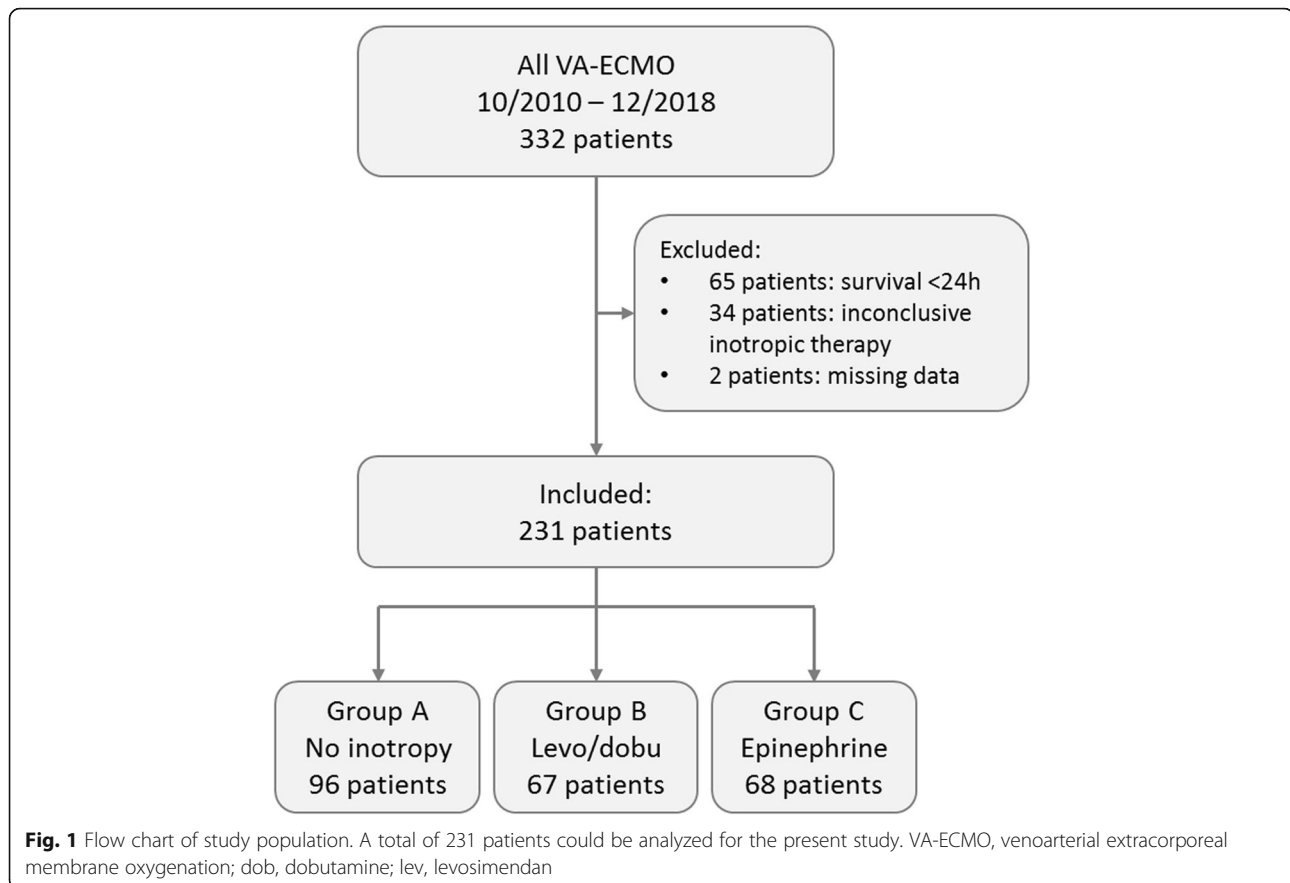 All VA-ECMO
10/2010 – 12/2018
332 patients
Excluded:
• 65 patients: survival <24h
• 34 patients: inconclusive
inotropic therapy
• 2 patients: missing data
Included:
231 patients
Group A
No inotropy
96 patients
Group B
Levo/dobu
67 patients
Group C
Epinephrine
68 patients
Fig. 1 Flow chart of study population. A total of 231 patients could be analyzed for the present study. VA-ECMO, venoarterial extracorporeal
membrane oxygenation; dob, dobutamine; lev, levosimendan